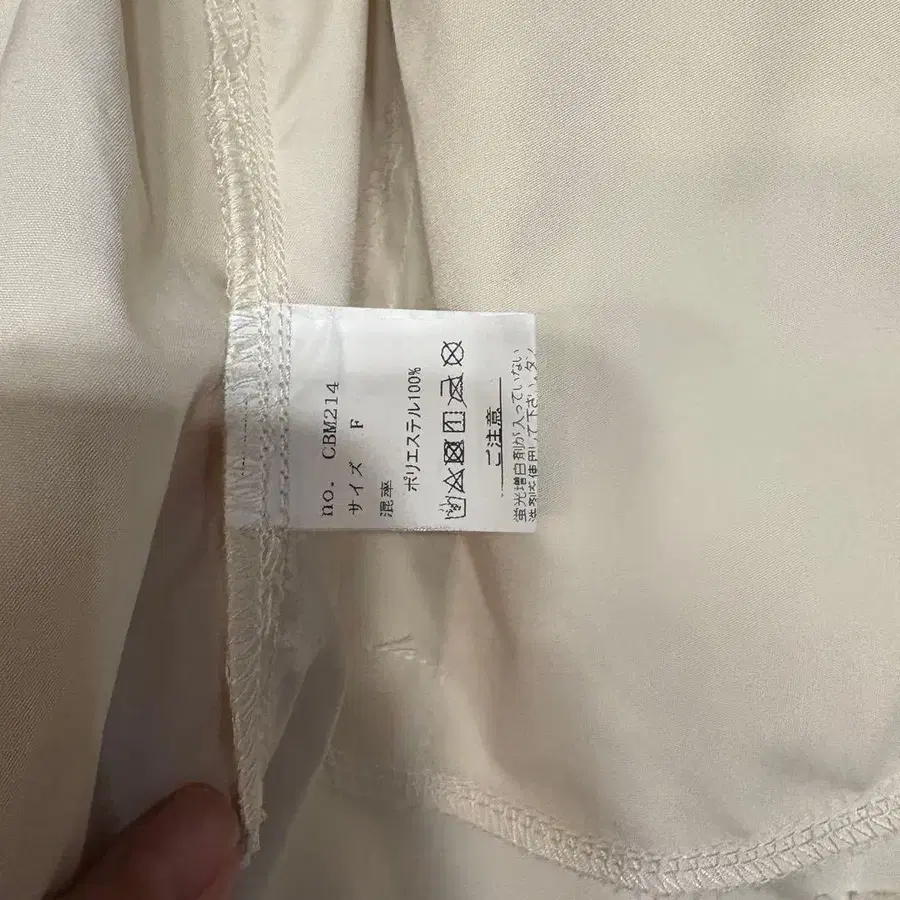 no. CBM214
サイズ F
混率
ポリエステル100%
ご注意
蛍光増白剤が入っていない
洗剤を使用して下さい。タン